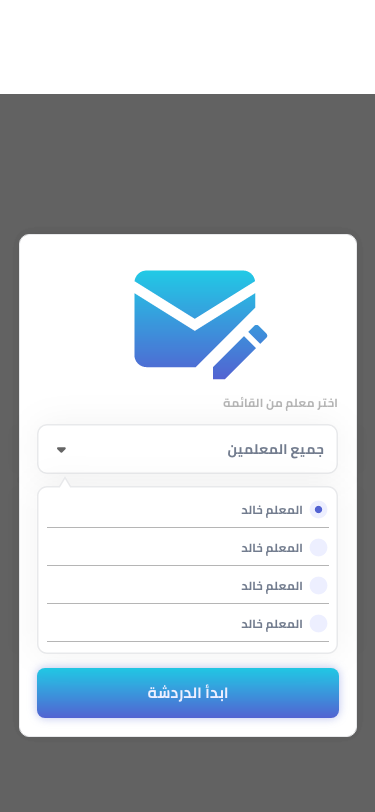 اختر معلم من القائمة
جميع المعلمين
المعلم خالد
المعلم خالد
المعلم خالد
المعلم خالد
ابدأ الدردشة